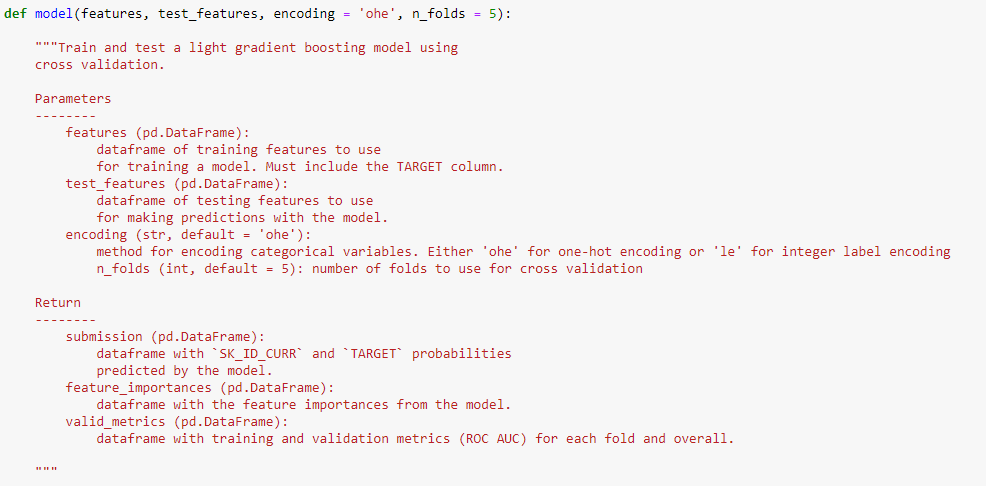 def model(features, test_features, encoding = 'ohe', n_folds = 5):
"""Train and test a light gradient boosting model using
cross validation.
Parameters
--------
features (pd.DataFrame):
dataframe of training features to use
for training a model. Must include the TARGET column.
test_features (pd.DataFrame):
dataframe of testing features to use
for making predictions with the model.
encoding (str, default = 'ohe'):
method for encoding categorical variables. Either 'ohe' for one-hot encoding or 'le' for integer label encoding
n_folds (int, default = 5): number of folds to use for cross validation
Return
--------
submission (pd.DataFrame):
dataframe with `SK_ID_CURR` and `TARGET` probabilities
predicted by the model.
feature_importances (pd.DataFrame):
dataframe with the feature importances from the model.
valid_metrics (pd.DataFrame):
dataframe with training and validation metrics (ROC AUC) for each fold and overall.
"""